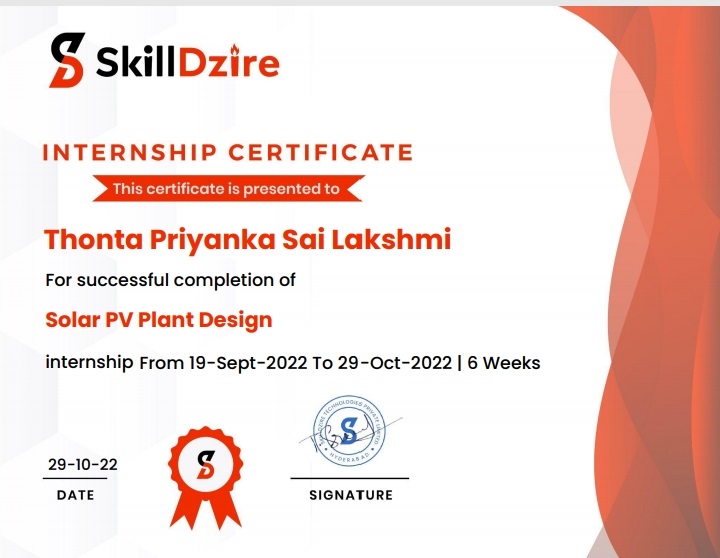 SkillDzire
INTERNSHIP CERTIFICATE
This certificate is presented to
Thonta Priyanka Sai Lakshmi
For successful completion of
Solar PV Plant Design
internship From 19-Sept-2022 To 29-Oct-2022 | 6 Weeks
TECHNOLOGIES PRIVATE LIMITED
HYDERABAD
29-10-22
DATE
SIGNATURE